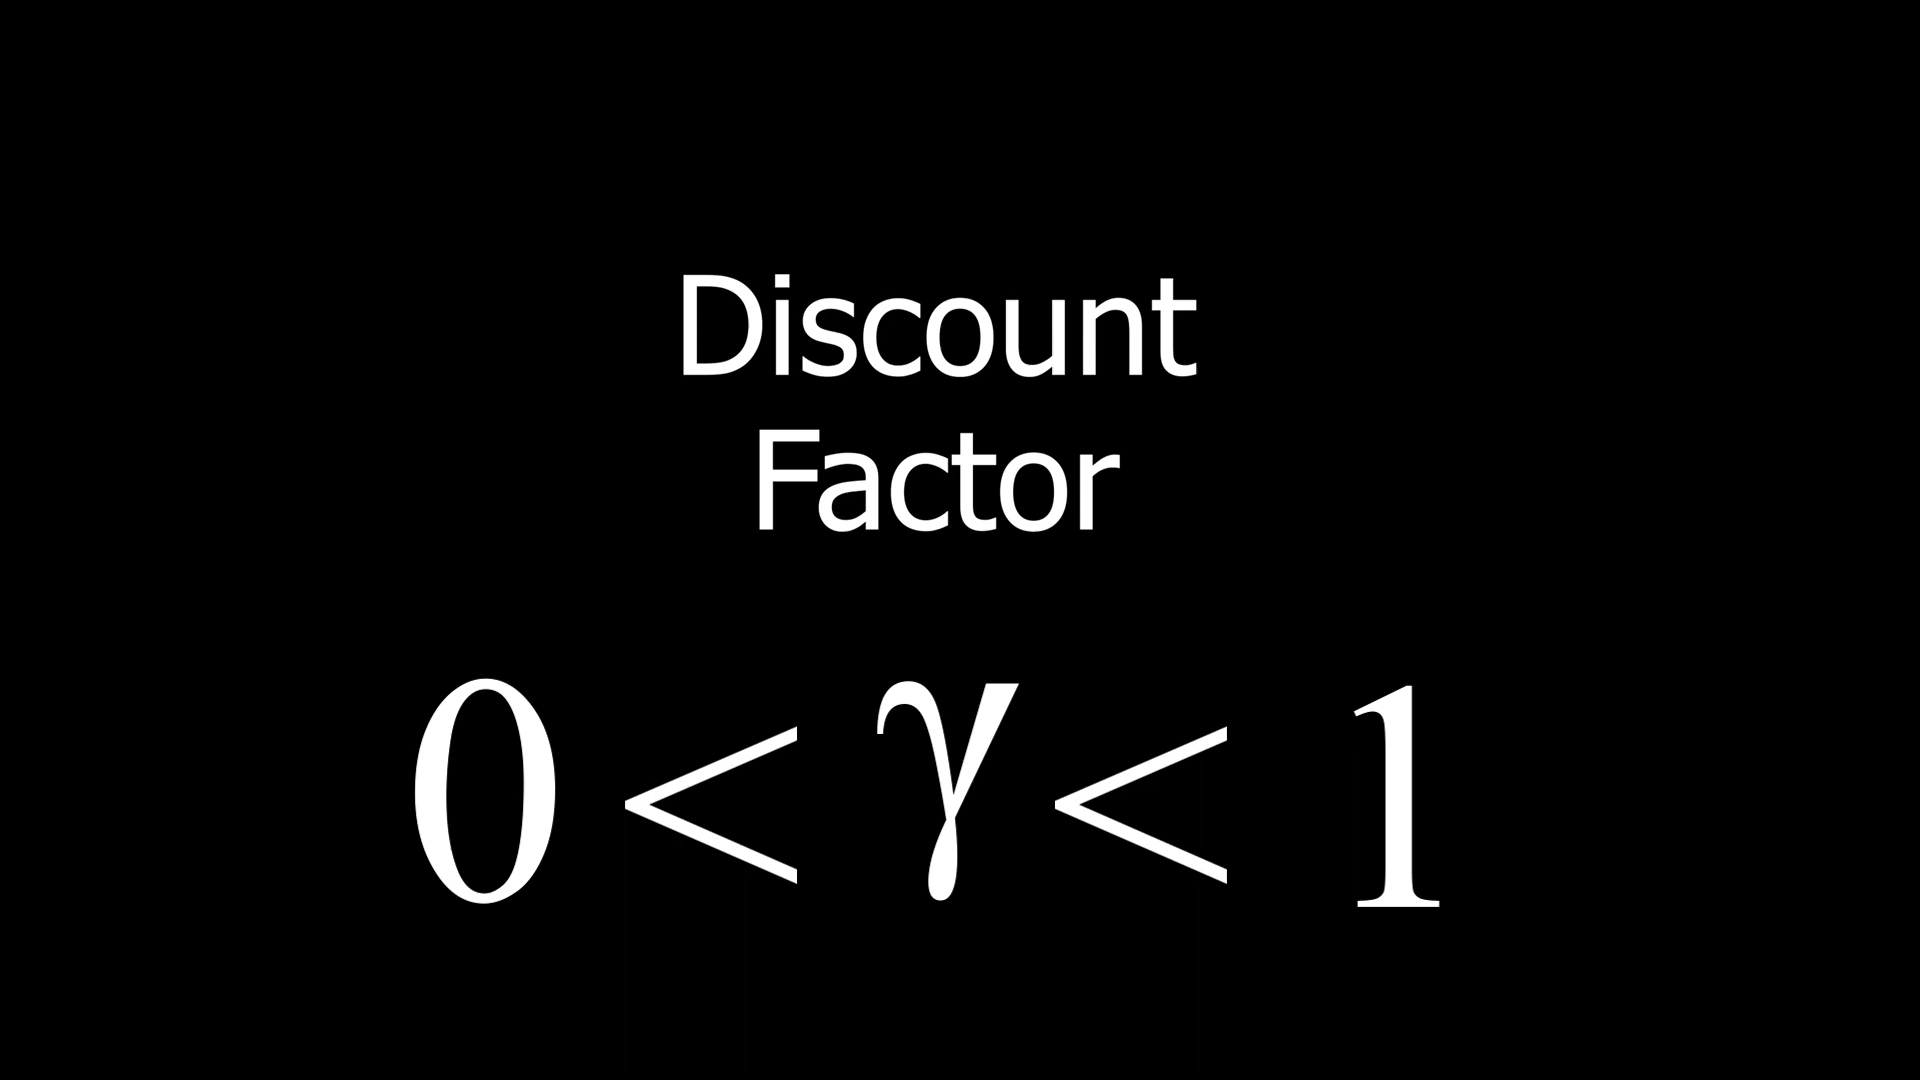 Discount
Factor
0 < γ < 1